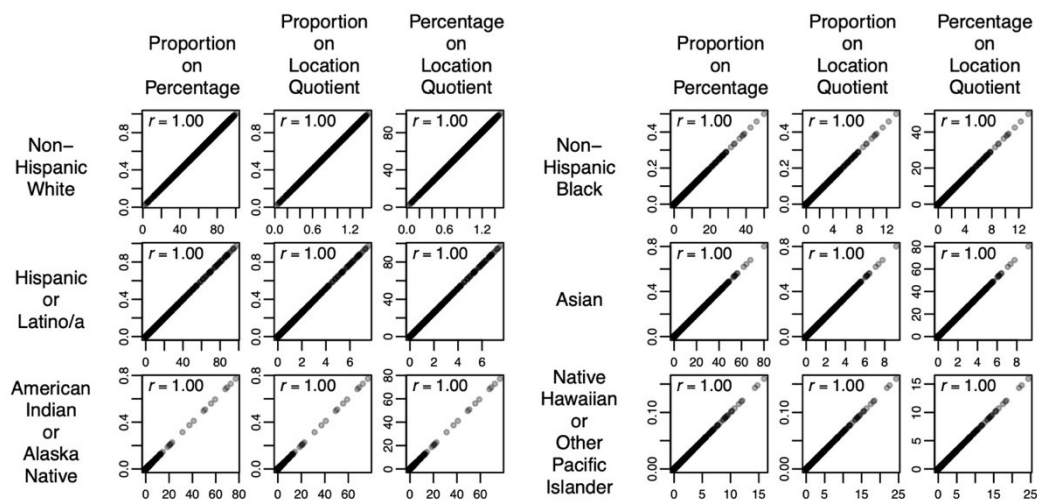 Proportion on Percentage
Proportion on Location Quotient
Percentage on Location Quotient
Non–Hispanic White
r = 1.00
0.0 0.4 0.8
0 40 80
r = 1.00
0.0 0.4 0.8
0.0 0.6 1.2
r = 1.00
0 40 80
0.0 0.6 1.2
Hispanic or Latino/a
r = 1.00
0.0 0.4 0.8
0 40 80
r = 1.00
0.0 0.4 0.8
0 2 4 6
r = 1.00
0 40 80
0 2 4 6
American Indian or Alaska Native
r = 1.00
0.0 0.4 0.8
0 20 40 60 80
r = 1.00
0.0 0.4 0.8
0 20 40 60
r = 1.00
0 20 40 60 80
0 20 40 60
Proportion on Percentage
Proportion on Location Quotient
Percentage on Location Quotient
Non–Hispanic Black
r = 1.00
0.0 0.2 0.4
0 20 40
r = 1.00
0.0 0.2 0.4
0 4 8 12
r = 1.00
0 20 40
0 4 8 12
Asian
r = 1.00
0.0 0.4 0.8
0 20 40 60 80
r = 1.00
0.0 0.4 0.8
0 2 4 6 8
r = 1.00
0 20 40 60 80
0 2 4 6 8
Native Hawaiian or Other Pacific Islander
r = 1.00
0.00 0.10
0 5 10 15
r = 1.00
0.00 0.10
0 5 10 15 25
r = 1.00
0 5 10 15
0 5 10 15 25